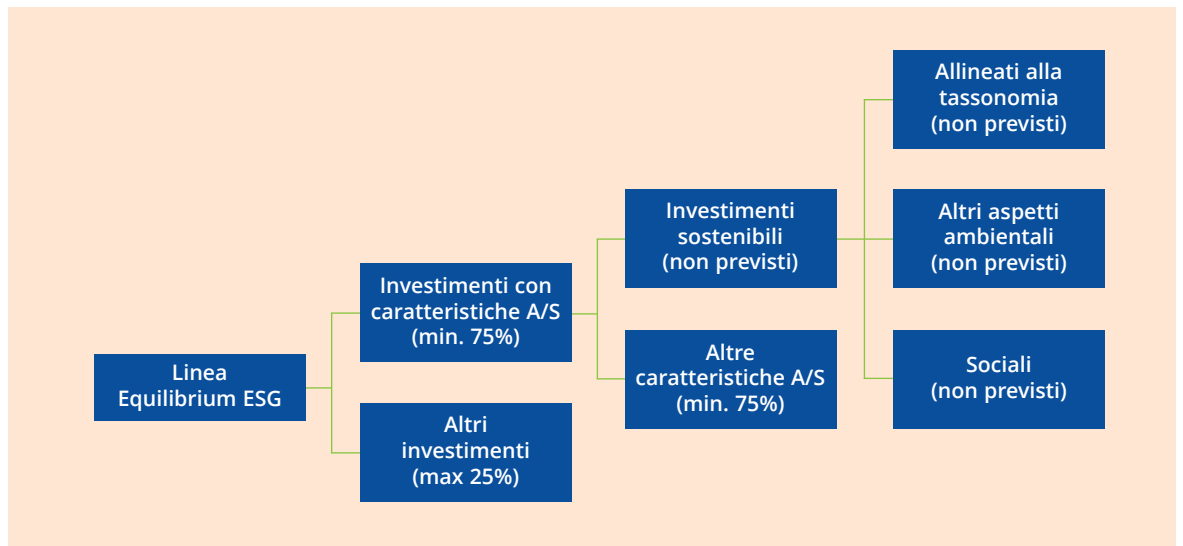 Linea
Equilibrium ESG
Investimenti con
caratteristiche A/S
(min. 75%)
Altri
investimenti
(max 25%)
Investimenti
sostenibili
(non previsti)
Altre
caratteristiche A/S
(min. 75%)
Allineati alla
tassonomia
(non previsti)
Altri aspetti
ambientali
(non previsti)
Sociali
(non previsti)